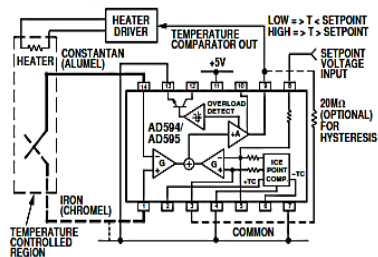 HEATER
DRIVER
LOW => T < SETPOINT
HIGH => T > SETPOINT
TEMPERATURE
COMPARATOR OUT
CONSTANTAN
(ALUMEL)
HEATER
+5V
SETPOINT
VOLTAGE
INPUT
14 13 12 11 10 9 8
OVERLOAD
DETECT
20MΩ
(OPTIONAL)
FOR
HYSTERESIS
AD594/
AD595
+A
G
G
ICE
POINT
COMP.
–TC
+TC
IRON
(CHROMEL)
1 2 3 4 5 6 7
COMMON
TEMPERATURE
CONTROLLED
REGION